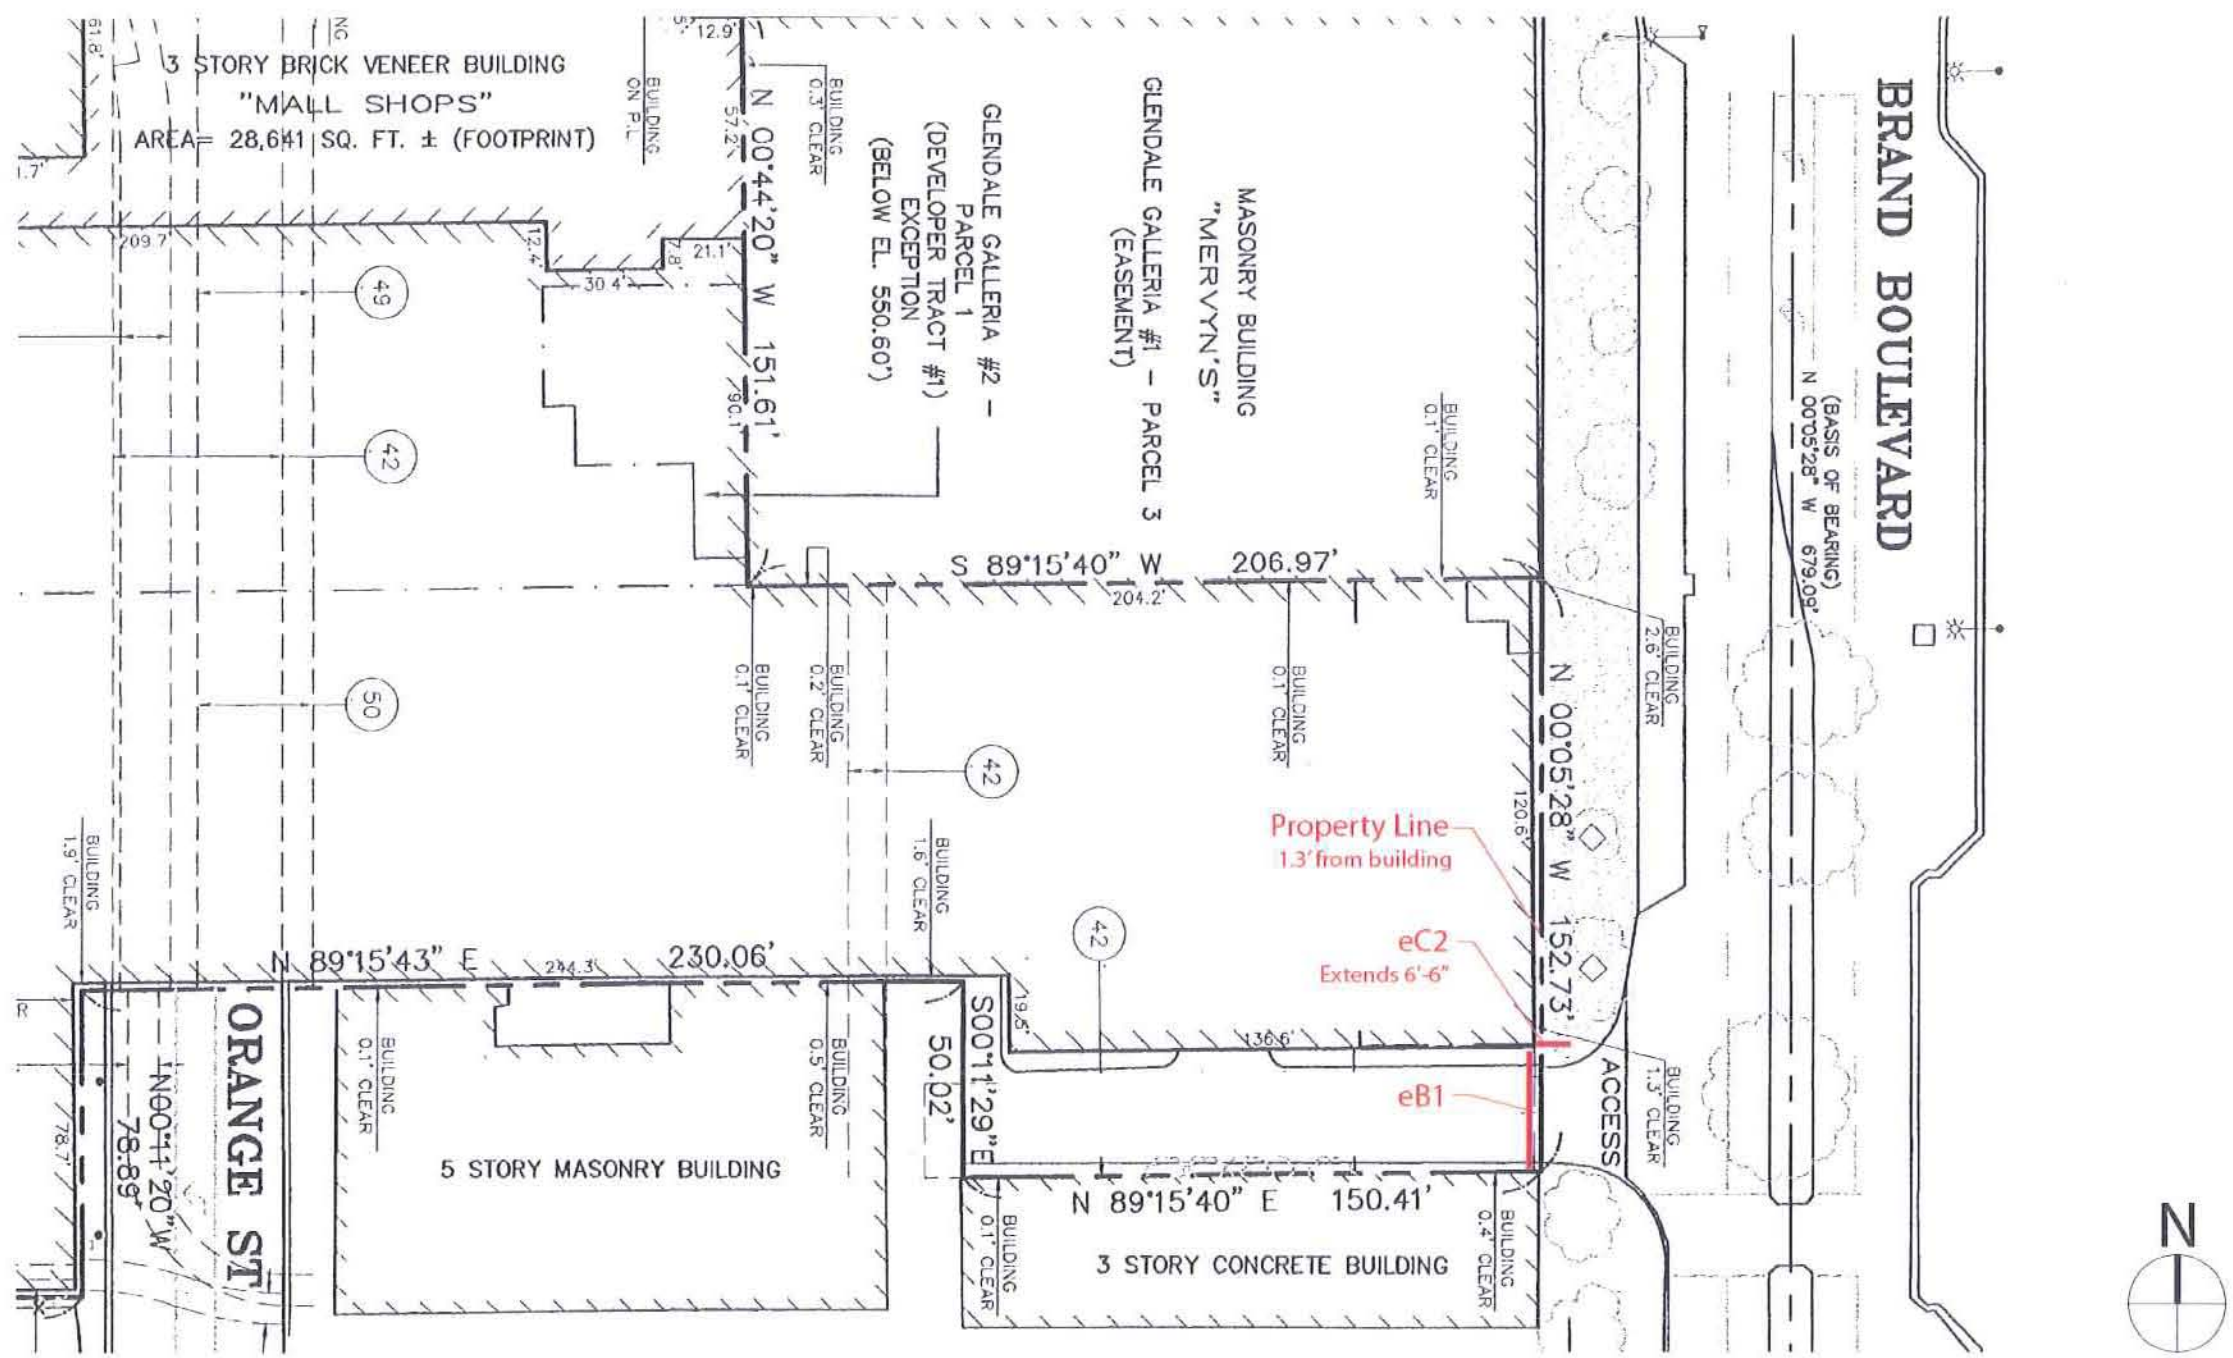 61.8'
NG
3 STORY BRICK VENEER BUILDING
"MALL SHOPS"
AREA= 28,641 SQ. FT. ± (FOOTPRINT)
1.7'
BUILDING
ON P.L
12.9'
57.2'
N 00°44'20" W 151.61'
90.1'
BUILDING
0.3' CLEAR
GLENDALE GALLERIA #2 –
PARCEL 1
(DEVELOPER TRACT #1)
EXCEPTION
(BELOW EL. 550.60')
MASONRY BUILDING
"MERVYN'S"
GLENDALE GALLERIA #1 – PARCEL 3
(EASEMENT)
BRAND BOULEVARD
(BASIS OF BEARING)
N 00°05'28" W 679.09'
209.7'
12.4'
30.4'
7.8'
21.1'
49
42
50
BUILDING
0.1' CLEAR
S 89°15'40" W 206.97'
204.2'
BUILDING
2.6' CLEAR
BUILDING
0.1' CLEAR
BUILDING
0.2' CLEAR
BUILDING
0.1' CLEAR
42
N 00°05'28" W 152.73'
120.6'
Property Line
1.3' from building
eC2
Extends 6'-6"
eB1
BUILDING
1.9' CLEAR
BUILDING
1.6' CLEAR
42
N 89°15'43" E 230.06'
244.3'
19.5'
136.6'
S00°11'29"E
50.02'
BUILDING
0.1' CLEAR
BUILDING
0.5' CLEAR
ACCESS
BUILDING
1.3' CLEAR
R
78.7'
N00°11'20"W
78.89'
ORANGE ST
5 STORY MASONRY BUILDING
N 89°15'40" E 150.41'
BUILDING
0.1' CLEAR
3 STORY CONCRETE BUILDING
BUILDING
0.4' CLEAR
N